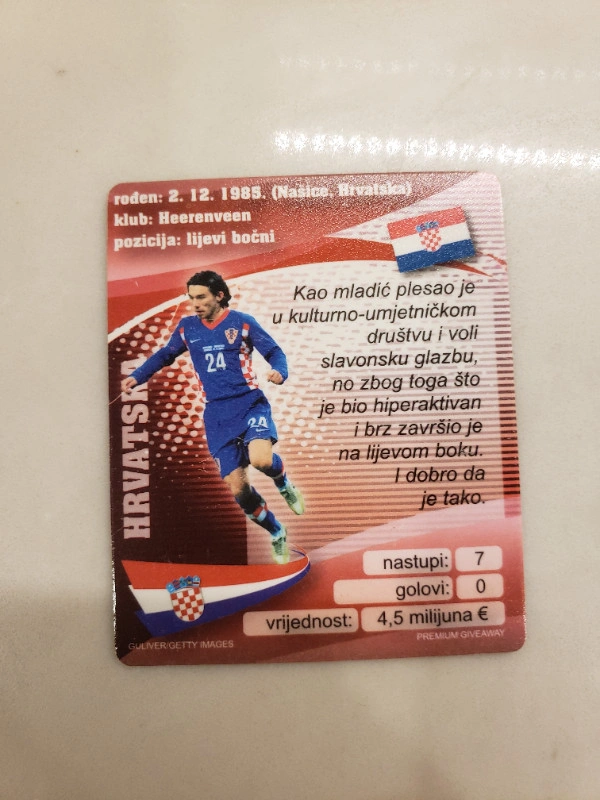 rođen: 2. 12. 1985. (Našice, Hrvatska)
klub: Heerenveen
pozicija: lijevi bočni
Kao mladić plesao je
u kulturno-umjetničkom
društvu i voli
slavonsku glazbu,
no zbog toga što
je bio hiperaktivan
i brz završio je
na lijevom boku.
I dobro da
je tako.
HRVATSKA
24
24
nastupi: 7
golovi: 0
vrijednost: 4,5 milijuna €
GULIVER/GETTY IMAGES
PREMIUM GIVEAWAY